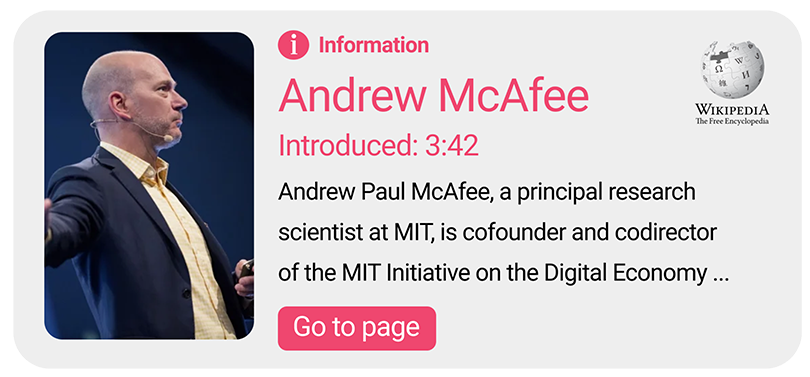 Information
Andrew McAfee
WIKIPEDIA
The Free Encyclopedia
Introduced: 3:42
Andrew Paul McAfee, a principal research
scientist at MIT, is cofounder and codirector
of the MIT Initiative on the Digital Economy ...
Go to page